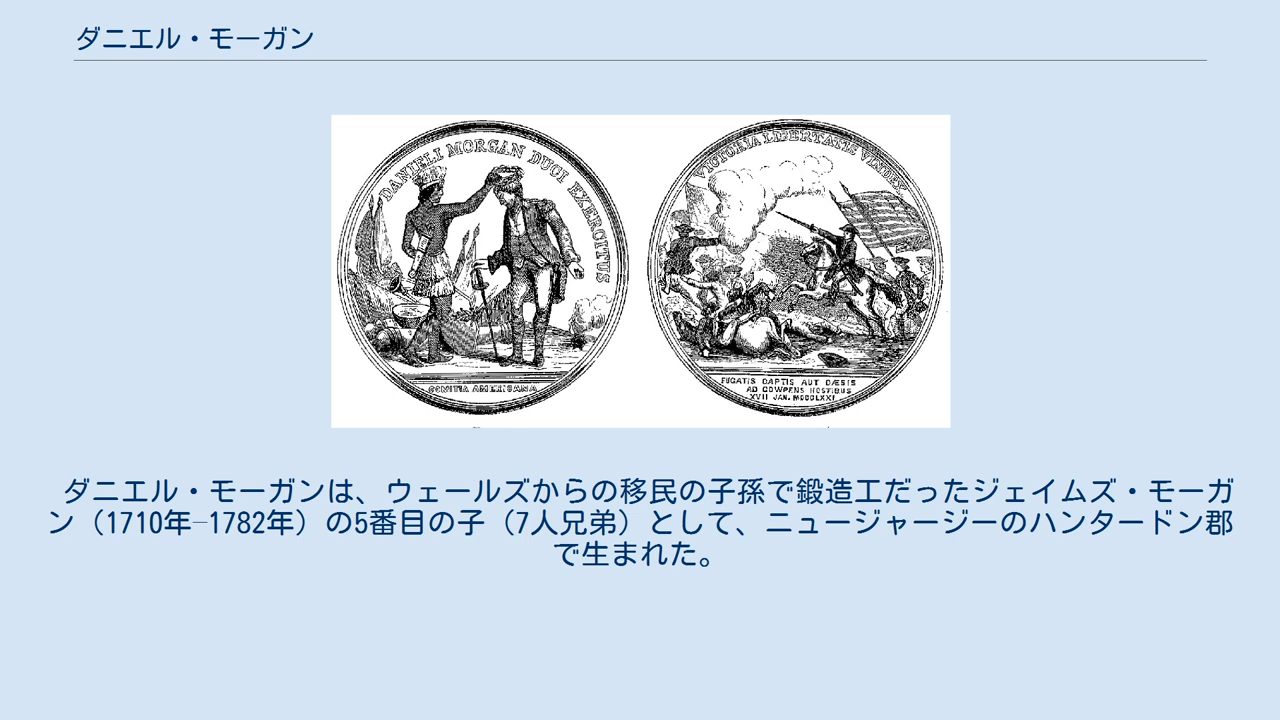 ダニエル・モーガン
DANIELI MORGAN DUCI EXERCITUS
COMITIA AMERICANA
VICTORIA LIBERTATIS VINDEX
FUGATIS CAPTIS AUT CÆSIS
AD COWPENS HOSTIBUS
XVII JAN. MDCCLXXI
ダニエル・モーガンは、ウェールズからの移民の子孫で鍛造工だったジェイムズ・モーガ
ン（1710年–1782年）の5番目の子（7人兄弟）として、ニュージャージーのハンタードン郡
で生まれた。